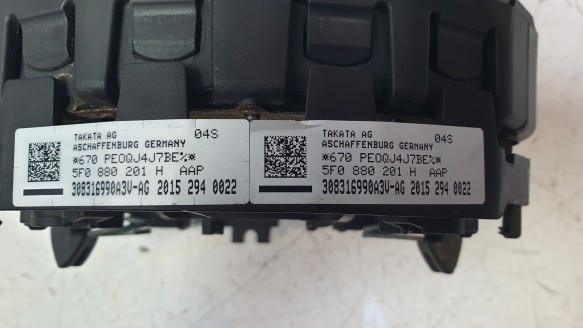 TAKATA AG 04S
ASCHAFFENBURG GERMANY
*670 PEOQJ4J7BE%*
5F0 880 201 H AAP
308316990A3V-AG 2015 294 0022
TAKATA AG 04S
ASCHAFFENBURG GERMANY
*670 PEOQJ4J7BE%*
5F0 880 201 H AAP
308316990A3V-AG 2015 294 0022